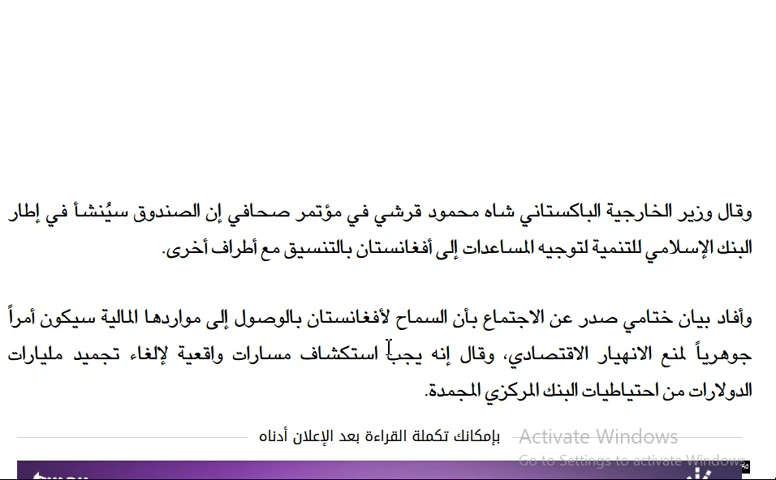 وقال وزير الخارجية الباكستاني شاه محمود قرشي في مؤتمر صحافي إن الصندوق سيُنشأ في إطار
البنك الإسلامي للتنمية لتوجيه المساعدات إلى أفغانستان بالتنسيق مع أطراف أخرى.
وأفاد بيان ختامي صدر عن الاجتماع بأن السماح لأفغانستان بالوصول إلى مواردها المالية سيكون أمراً
جوهرياً لمنع الانهيار الاقتصادي، وقال إنه يجب استكشاف مسارات واقعية لإلغاء تجميد مليارات
الدولارات من احتياطيات البنك المركزي المجمدة.
بإمكانك تكملة القراءة بعد الإعلان أدناه
Activate Windows
Go to Settings to activate Windows.